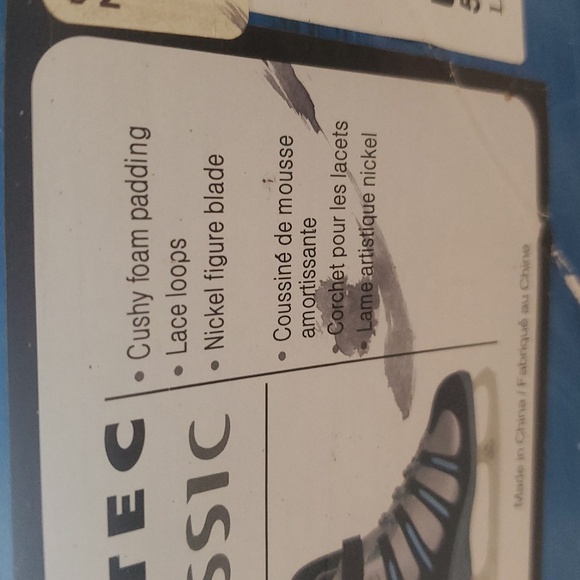 • Cushy foam padding
• Lace loops
• Nickel figure blade
• Coussiné de mousse
amortissante
• Corchet pour les lacets
• Lame artistique nickel
TEC
SSIC
Made in China / Fabriqué au Chine